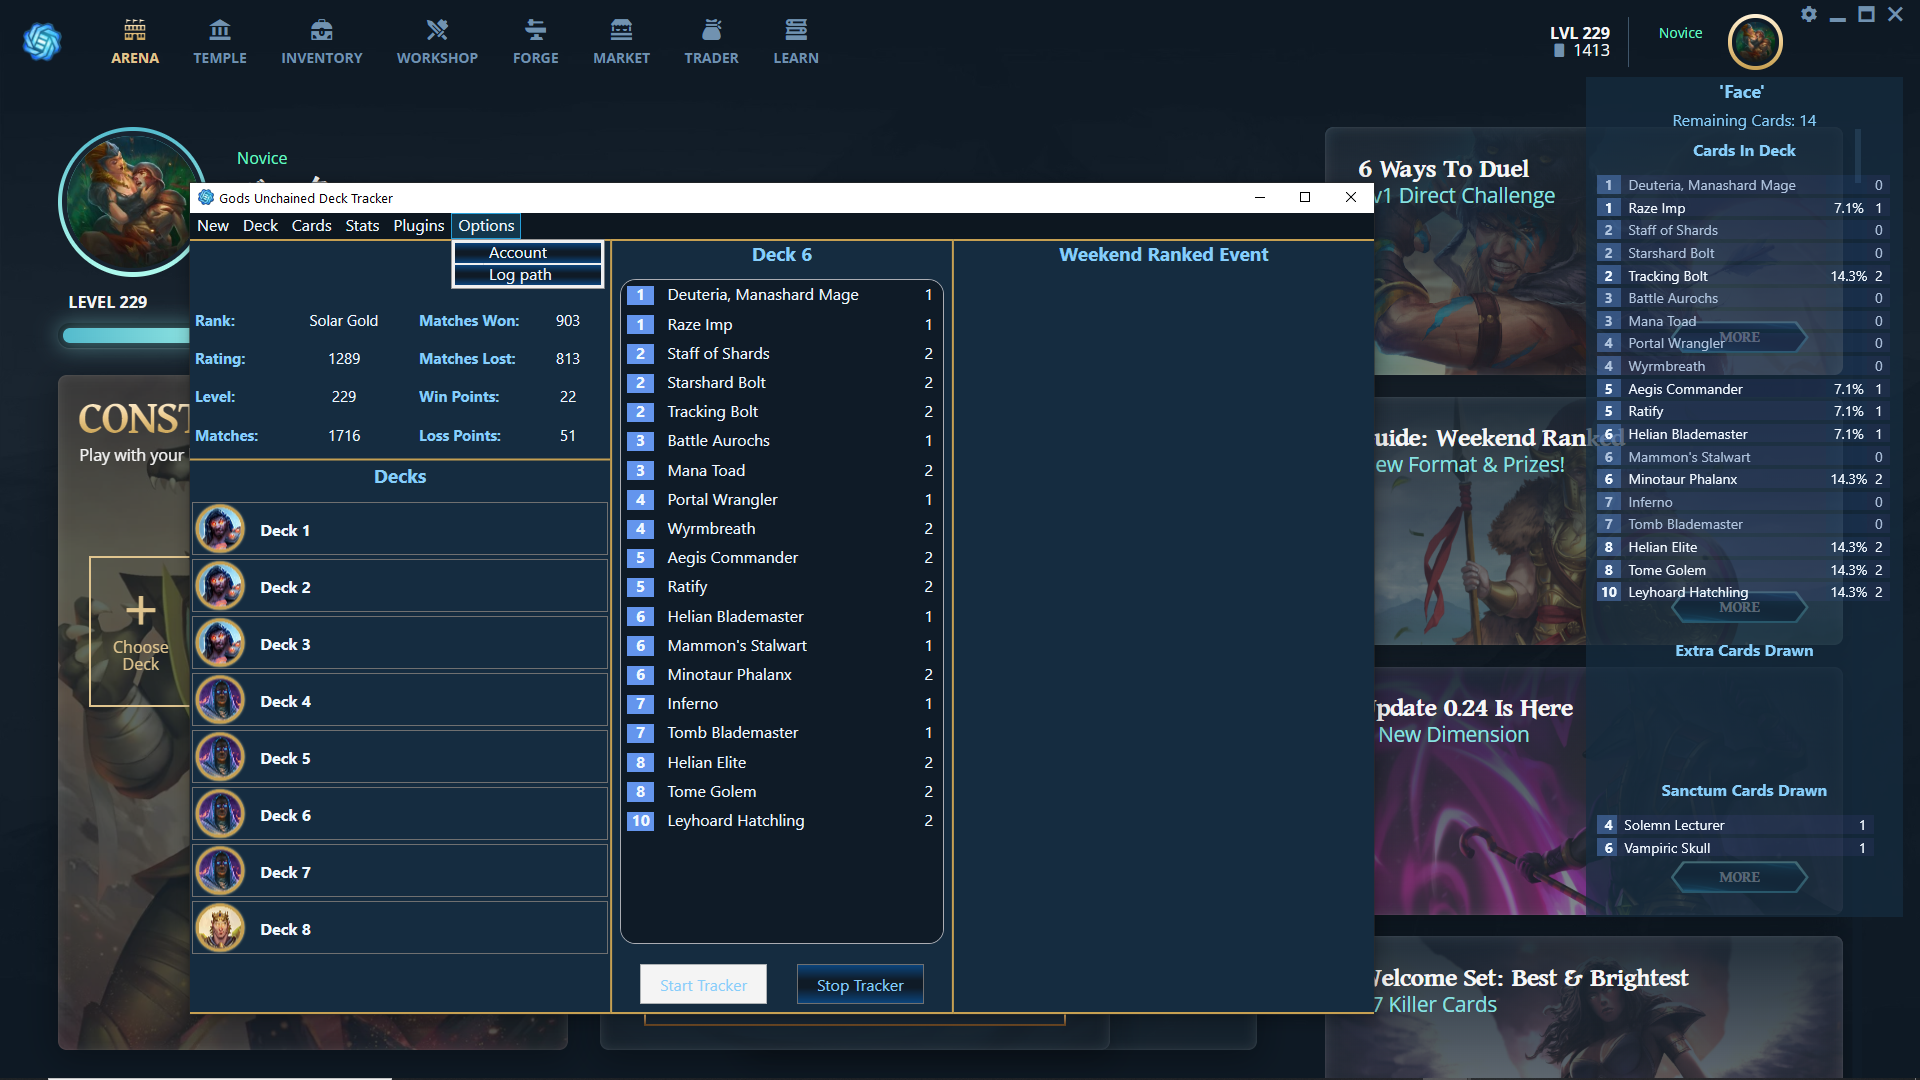 ARENA
TEMPLE
INVENTORY
WORKSHOP
FORGE
MARKET
TRADER
LEARN
LVL 229
1413
Novice
Novice
LEVEL 229
CONST
Play with your
Choose
Deck
Gods Unchained Deck Tracker
New Deck Cards Stats Plugins Options
Account
Log path
Rank: Solar Gold Matches Won: 903
Rating: 1289 Matches Lost: 813
Level: 229 Win Points: 22
Matches: 1716 Loss Points: 51
Decks
Deck 1
Deck 2
Deck 3
Deck 4
Deck 5
Deck 6
Deck 7
Deck 8
Deck 6
1 Deuteria, Manashard Mage 1
1 Raze Imp 1
2 Staff of Shards 2
2 Starshard Bolt 2
2 Tracking Bolt 2
3 Battle Aurochs 1
3 Mana Toad 2
4 Portal Wrangler 1
4 Wyrmbreath 2
5 Aegis Commander 2
5 Ratify 2
6 Helian Blademaster 1
6 Mammon's Stalwart 1
6 Minotaur Phalanx 2
7 Inferno 1
7 Tomb Blademaster 1
8 Helian Elite 2
8 Tome Golem 2
10 Leyhoard Hatchling 2
Start Tracker
Stop Tracker
Weekend Ranked Event
6 Ways To Duel
v1 Direct Challenge
MORE
uide: Weekend Ranked
ew Format & Prizes!
MORE
pdate 0.24 Is Here
New Dimension
MORE
elcome Set: Best & Brightest
7 Killer Cards
'Face'
Remaining Cards: 14
Cards In Deck
1 Deuteria, Manashard Mage 0
1 Raze Imp 7.1% 1
2 Staff of Shards 0
2 Starshard Bolt 0
2 Tracking Bolt 14.3% 2
3 Battle Aurochs 0
3 Mana Toad 0
4 Portal Wrangler 0
4 Wyrmbreath 0
5 Aegis Commander 7.1% 1
5 Ratify 7.1% 1
6 Helian Blademaster 7.1% 1
6 Mammon's Stalwart 0
6 Minotaur Phalanx 14.3% 2
7 Inferno 0
7 Tomb Blademaster 0
8 Helian Elite 14.3% 2
8 Tome Golem 14.3% 2
10 Leyhoard Hatchling 14.3% 2
Extra Cards Drawn
Sanctum Cards Drawn
4 Solemn Lecturer 1
6 Vampiric Skull 1